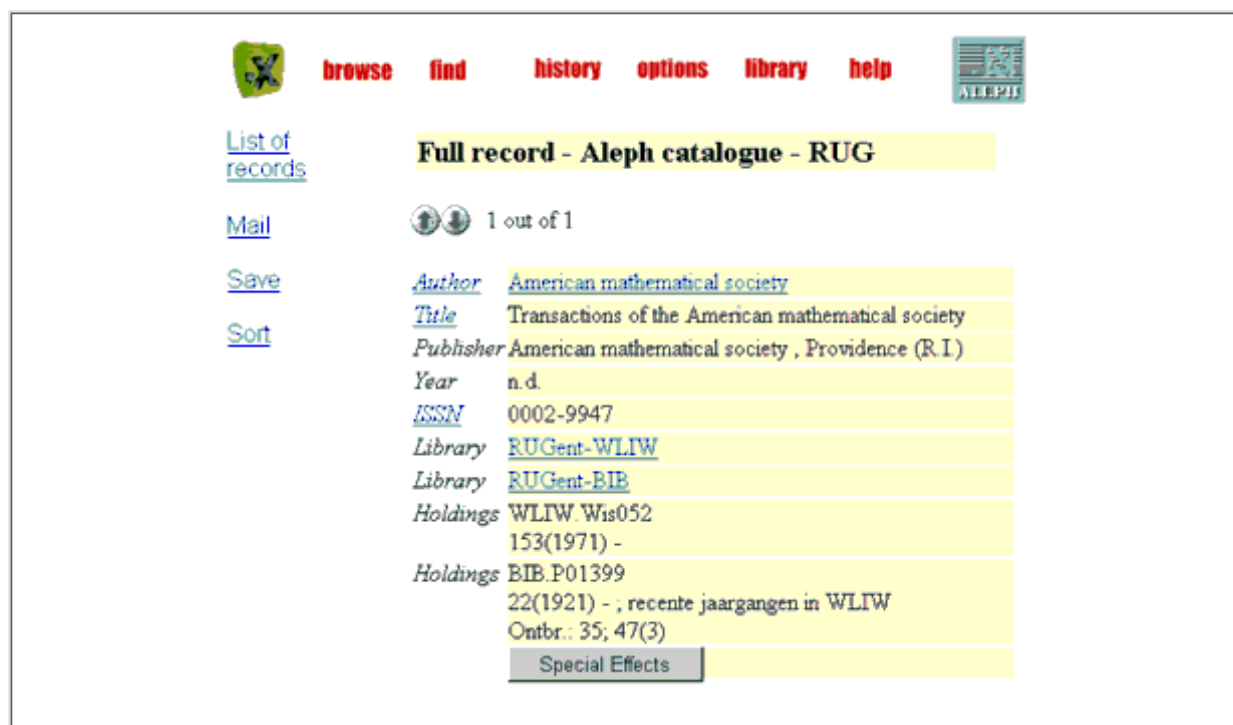 .X browse find history options library help ALEPH
List of
records
Full record - Aleph catalogue - RUG
Mail
1 out of 1
Save
Sort
Author American mathematical society
Title Transactions of the American mathematical society
Publisher American mathematical society , Providence (R.I.)
Year n.d.
ISSN 0002-9947
Library RUGent-WLIW
Library RUGent-BIB
Holdings WLIW.Wis052
153(1971) -
Holdings BIB.P01399
22(1921) - ; recente jaargangen in WLIW
Ontbr.: 35; 47(3)
Special Effects